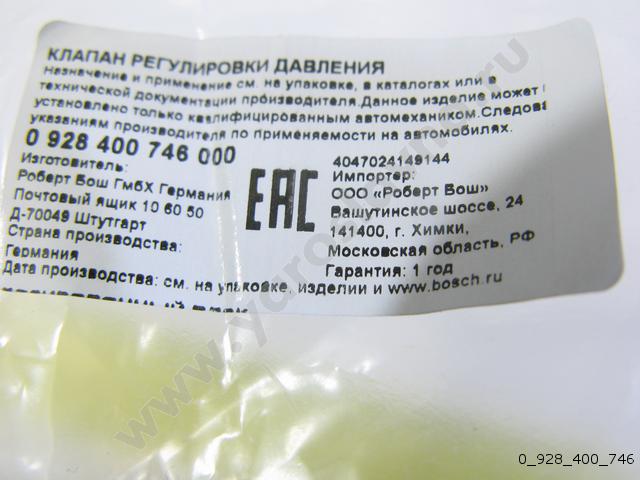 КЛАПАН РЕГУЛИРОВКИ ДАВЛЕНИЯ
Назначение и применение см. на упаковке, в каталогах или в
технической документации производителя.Данное изделие может
установлено только квалифицированным автомехаником.Следова
указаниям производителя по применяемости на автомобилях.
0 928 400 746 000
Изготовитель:
Роберт Бош ГмбХ Германия
Почтовый ящик 10 60 50
Д-70049 Штутгарт
Страна производства:
Германия
Дата производства: см. на упаковке, изделии и www.bosch.ru
EAC
4047024149144
Импортер:
ООО «Роберт Бош»
Вашутинское шоссе, 24
141400, г. Химки,
Московская область, РФ
Гарантия: 1 год
0_928_400_746